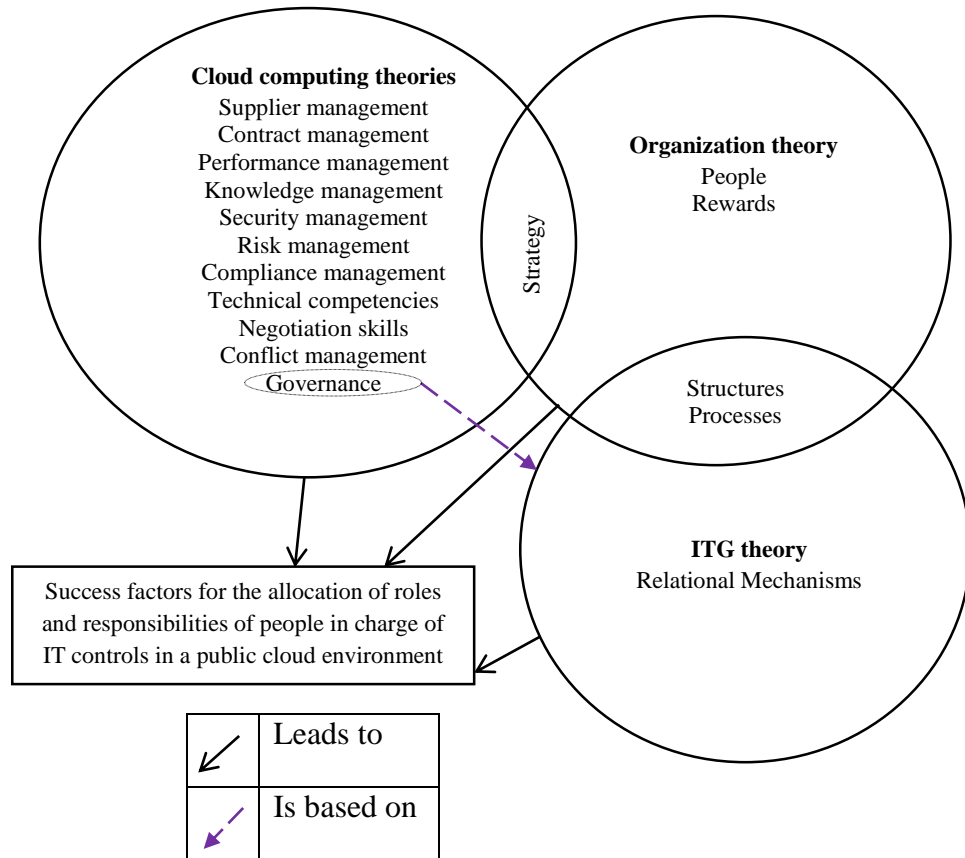 Cloud computing theories
Supplier management
Contract management
Performance management
Knowledge management
Security management
Risk management
Compliance management
Technical competencies
Negotiation skills
Conflict management
Governance
Strategy
Organization theory
People
Rewards
Structures
Processes
ITG theory
Relational Mechanisms
Success factors for the allocation of roles
and responsibilities of people in charge of
IT controls in a public cloud environment
Leads to
Is based on